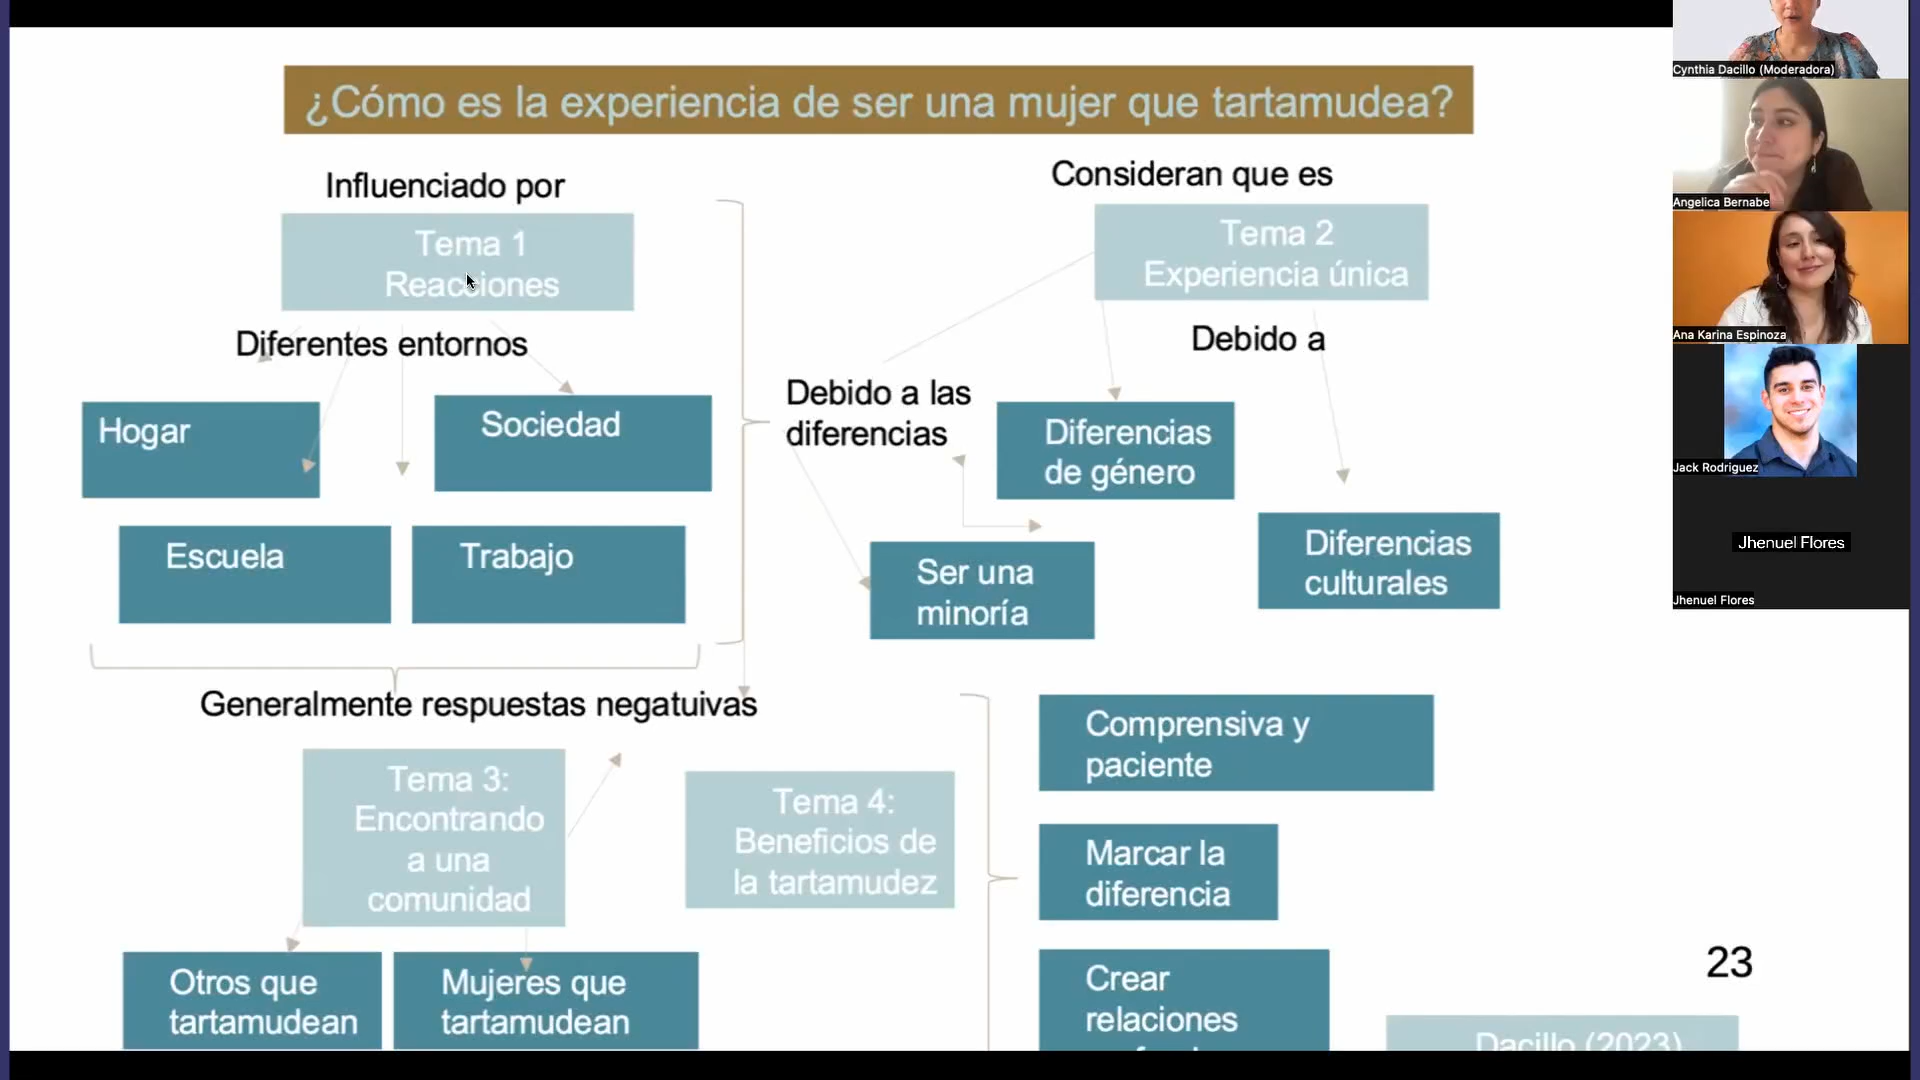 ¿Cómo es la experiencia de ser una mujer que tartamudea?
Influenciado por
Tema 1
Reacciones
Diferentes entornos
Hogar
Sociedad
Escuela
Trabajo
Generalmente respuestas negatuivas
Consideran que es
Tema 2
Experiencia única
Debido a
Debido a las
diferencias
Diferencias
de género
Ser una
minoría
Diferencias
culturales
Tema 3:
Encontrando
a una
comunidad
Otros que
tartamudean
Mujeres que
tartamudean
Tema 4:
Beneficios de
la tartamudez
Comprensiva y
paciente
Marcar la
diferencia
Crear
relaciones
23
Dacillo (2023)
Cynthia Dacillo (Moderadora)
Angelica Bernabe
Ana Karina Espinoza
Jack Rodriguez
Jhenuel Flores
Jhenuel Flores